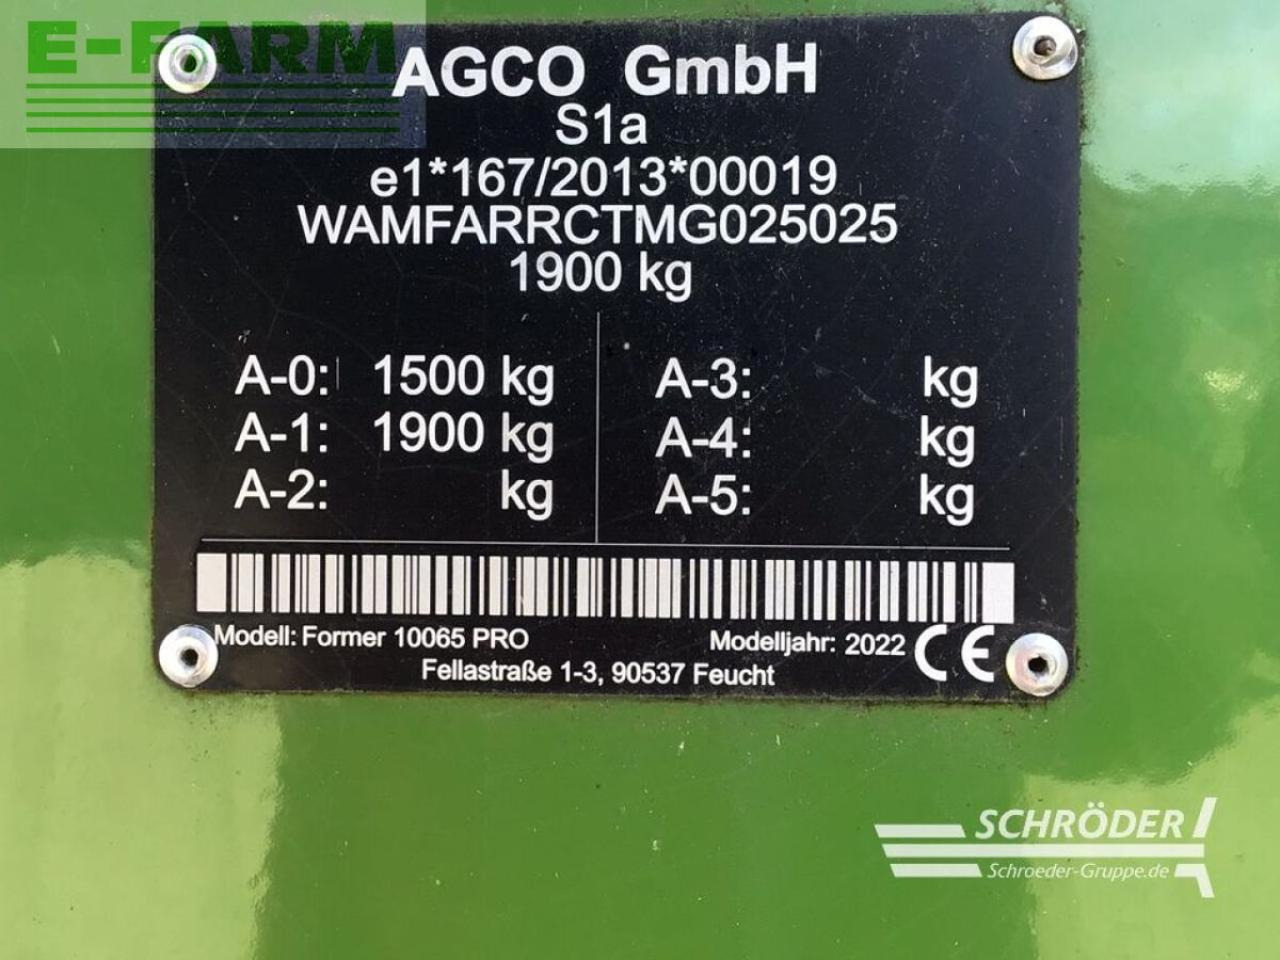 E-FARM
AGCO GmbH
S1a
e1*167/2013*00019
WAMFARRCTMG025025
1900 kg
A-0: 1500 kg
A-1: 1900 kg
A-2: kg
A-3: kg
A-4: kg
A-5: kg
Modell: Former 10065 PRO
Modelljahr: 2022
CE
Fellastraße 1-3, 90537 Feucht
SCHRÖDER
Schroeder-Gruppe.de